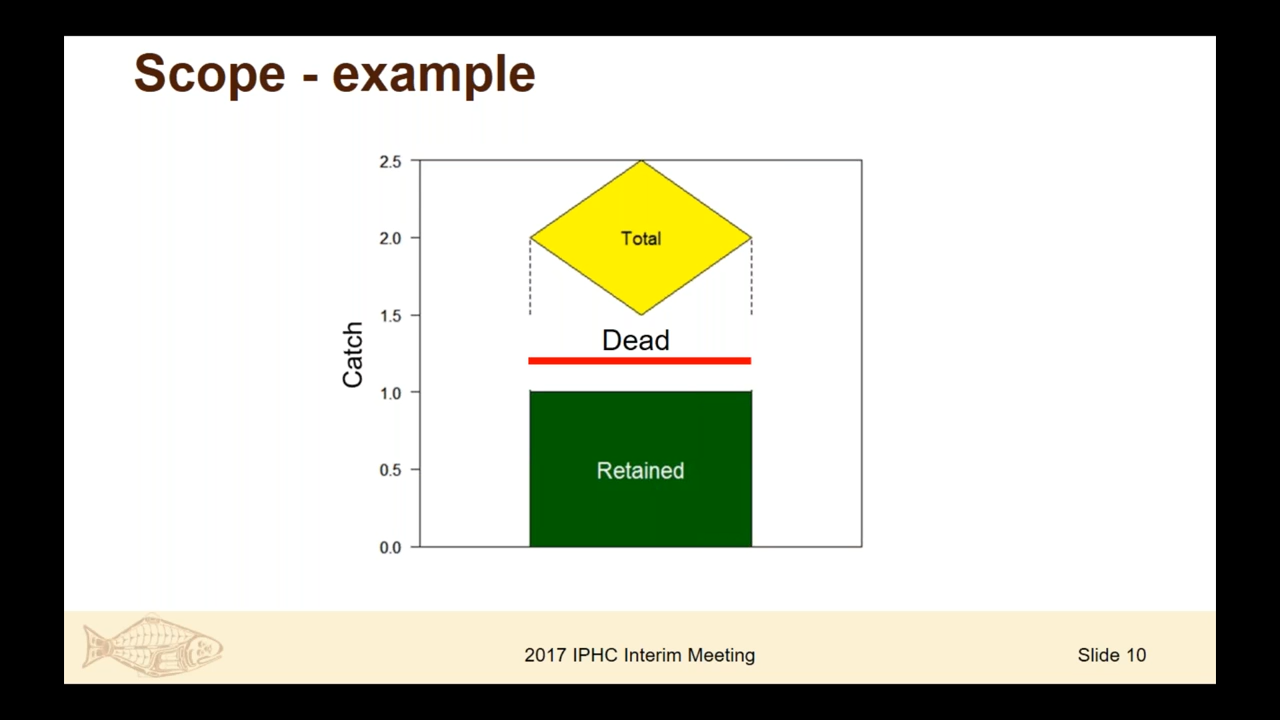 Scope - example
2.5
2.0
1.5
1.0
0.5
0.0
Catch
Total
Dead
Retained
2017 IPHC Interim Meeting
Slide 10